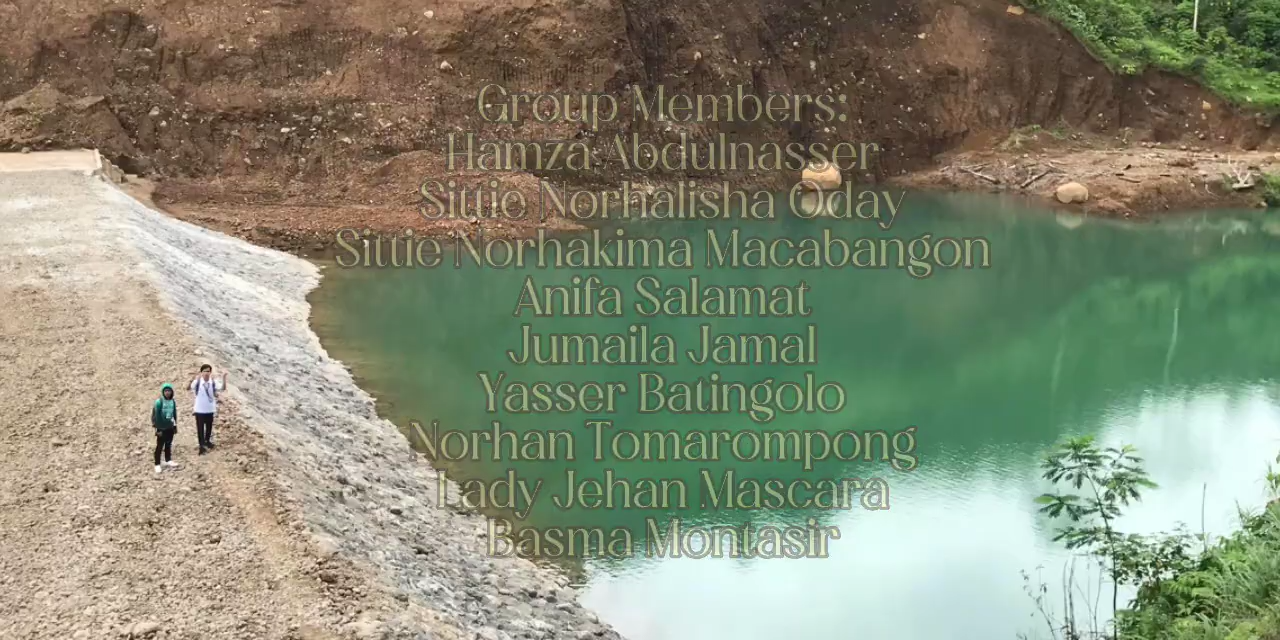 Group Members:
Hamza Abdulnasser
Sittie Norhalisha Oday
Sittie Norhakima Macabangon
Anifa Salamat
Jumaila Jamal
Yasser Batingolo
Norhan Tomarompong
Lady Jehan Mascara
Basma Montasir